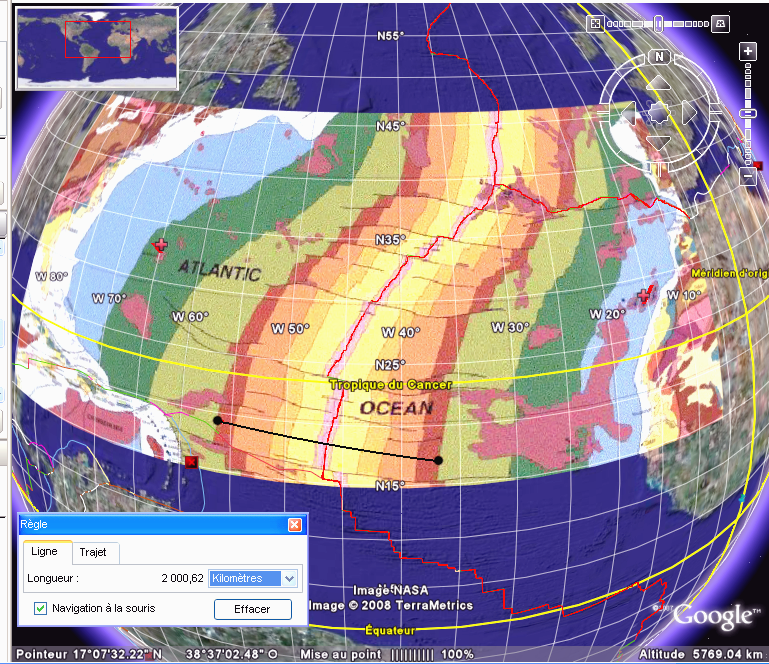 N55°
N
N45°
N35°
ATLANTIC
W 80°
W 70°
W 60°
W 50°
W 40°
W 30°
W 20°
W 10°
Méridien d'orig
N25°
Tropique du Cancer
OCEAN
N15°
Règle
Ligne
Trajet
Longueur :
2 000,62
Kilomètres
Navigation à la souris
Effacer
Image NASA
Image © 2008 TerraMetrics
Google™
Équateur
Pointeur 17°07'32.22" N 38°37'02.48" O Mise au point 100% Altitude 5769.04 km